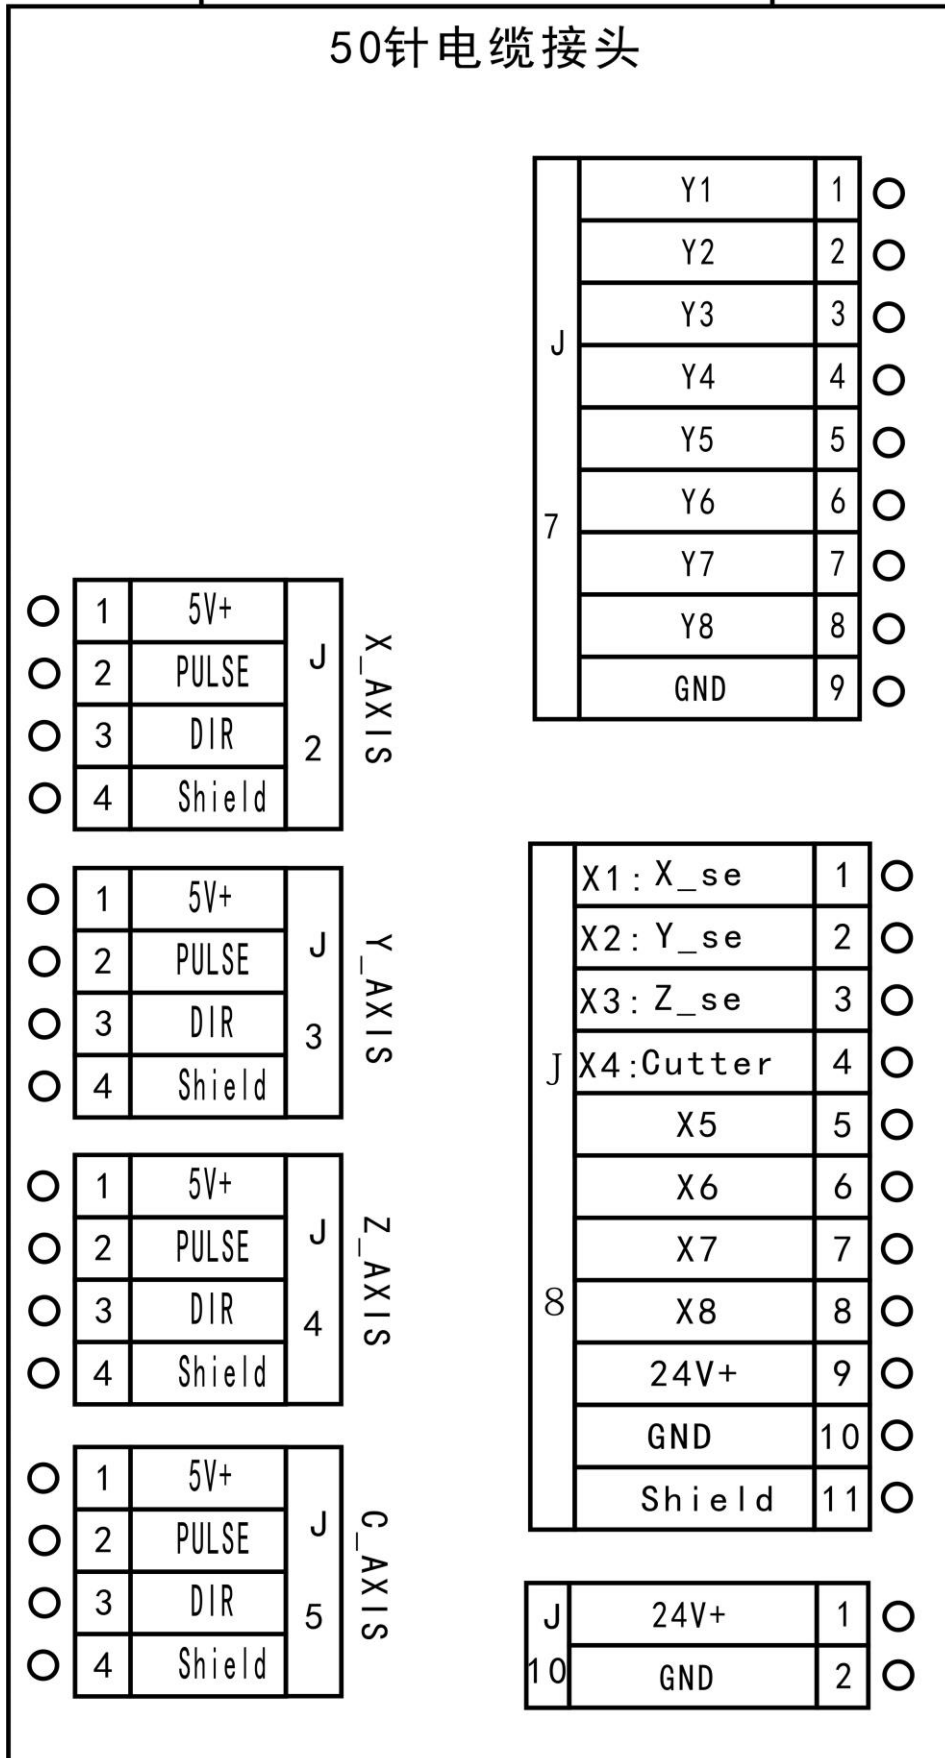 50针电缆接头
Y1 1
Y2 2
Y3 3
Y4 4
Y5 5
Y6 6
Y7 7
Y8 8
GND 9
J
7
1 5V+
2 PULSE
3 DIR
4 Shield
J
2
X_AXIS
1 5V+
2 PULSE
3 DIR
4 Shield
J
3
Y_AXIS
1 5V+
2 PULSE
3 DIR
4 Shield
J
4
Z_AXIS
1 5V+
2 PULSE
3 DIR
4 Shield
J
5
C_AXIS
X1:X_se 1
X2:Y_se 2
X3:Z_se 3
X4:Cutter 4
X5 5
X6 6
X7 7
X8 8
24V+ 9
GND 10
Shield 11
J
8
J 24V+ 1
10 GND 2